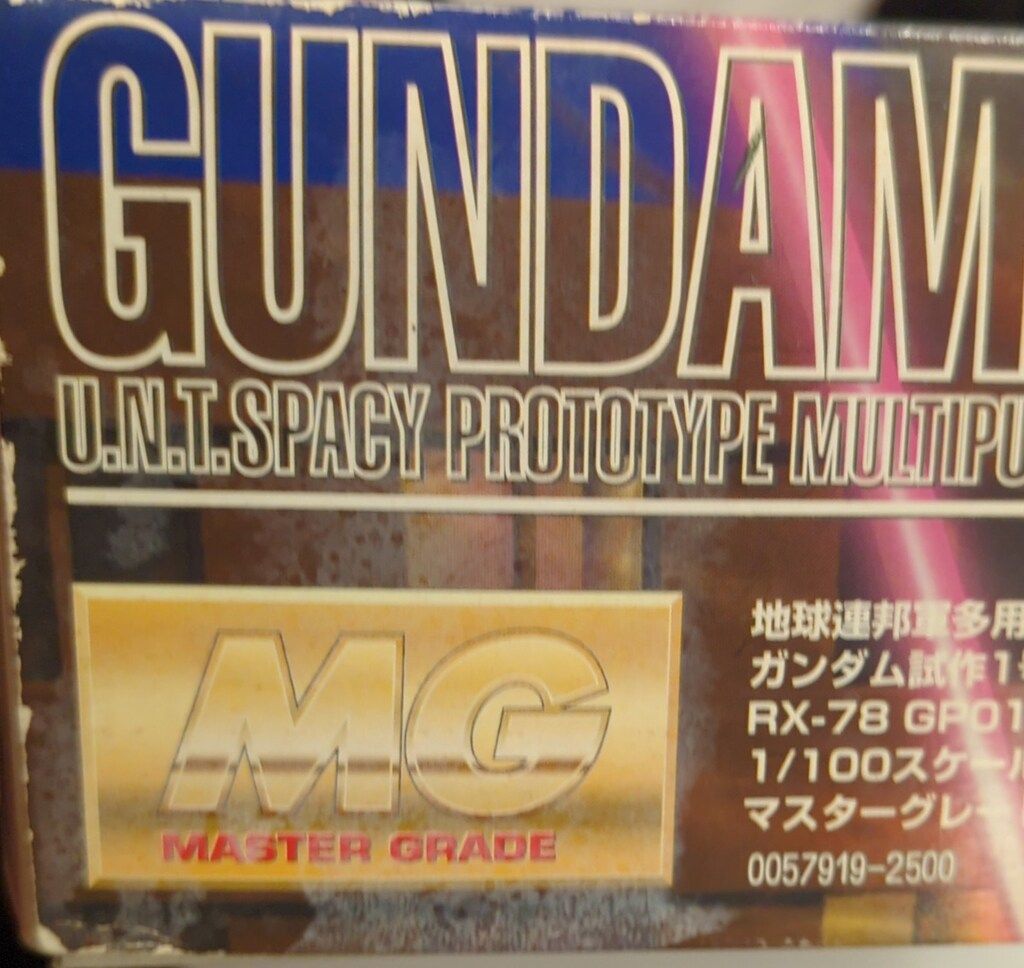 GUNDAM
U.N.T.SPACY PROTOTYPE MULTIPU
MG
MASTER GRADE
地球連邦軍多用
ガンダム試作1号
RX-78 GP01
1/100スケール
マスターグレー
0057919-2500